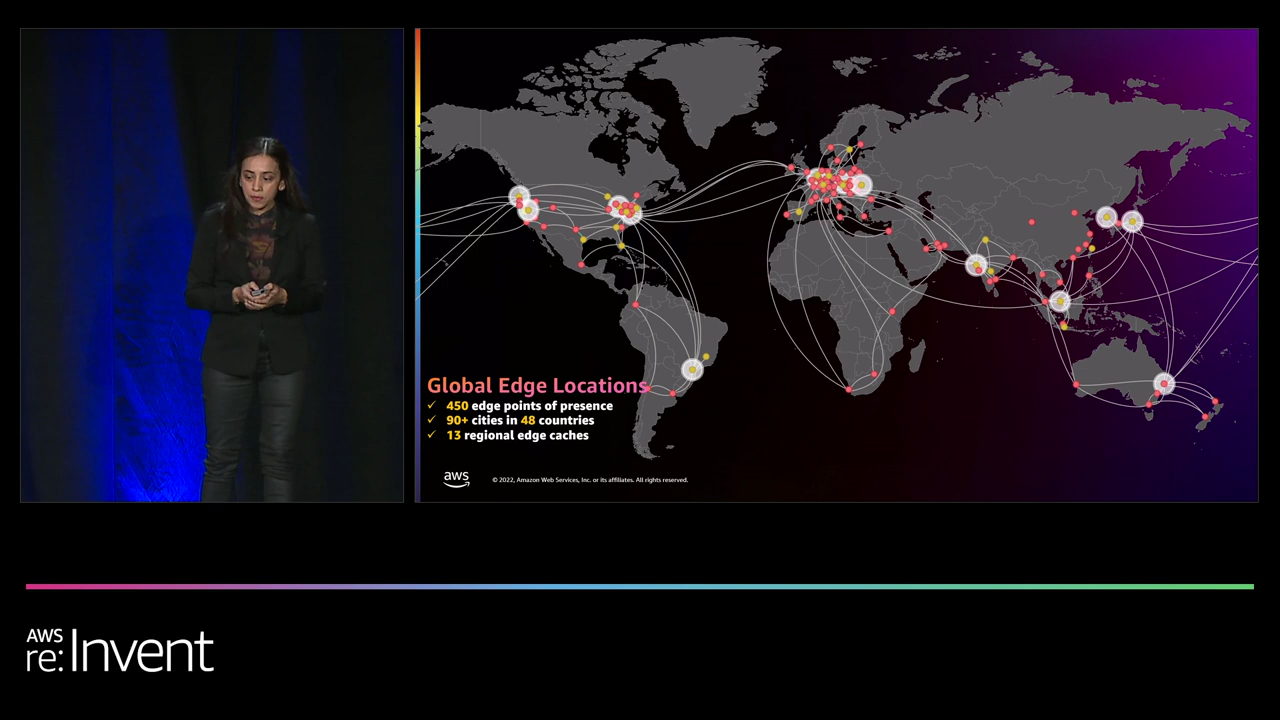 Global Edge Locations
✓ 450 edge points of presence
✓ 90+ cities in 48 countries
✓ 13 regional edge caches
aws
© 2022, Amazon Web Services, Inc. or its affiliates. All rights reserved.
AWS
re:Invent